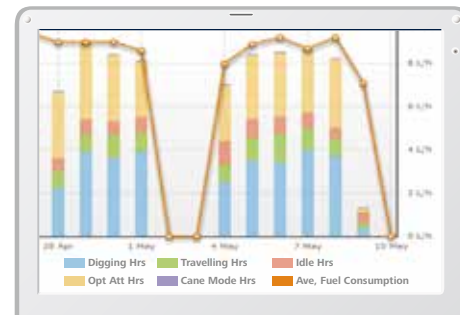 8 L/h
6 L/h
4 L/h
2 L/h
0 L/h
28 Apr 1 May 4 May 7 May 10 May
Digging Hrs Travelling Hrs Idle Hrs
Opt Att Hrs Cane Mode Hrs Ave, Fuel Consumption